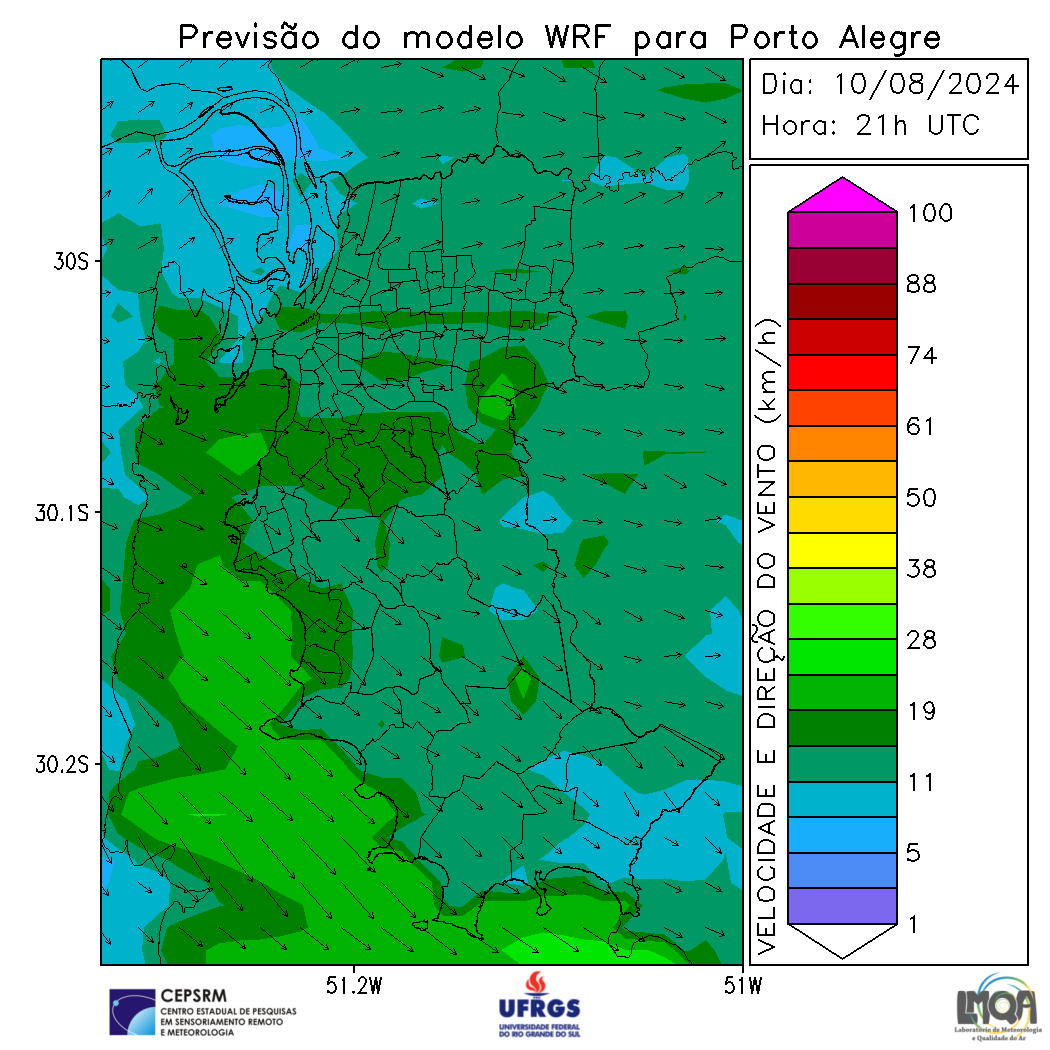 Previsão do modelo WRF para Porto Alegre
Dia: 10/08/2024
Hora: 21h UTC
30S
30.1S
30.2S
51.2W
51W
VELOCIDADE E DIREÇÃO DO VENTO (km/h)
100
88
74
61
50
38
28
19
11
5
1
CEPSRM
CENTRO ESTADUAL DE PESQUISAS
EM SENSORIAMENTO REMOTO
E METEOROLOGIA
UFRGS
UNIVERSIDADE FEDERAL
DO RIO GRANDE DO SUL
LMQA
Laboratório de Meteorologia
e Qualidade do Ar